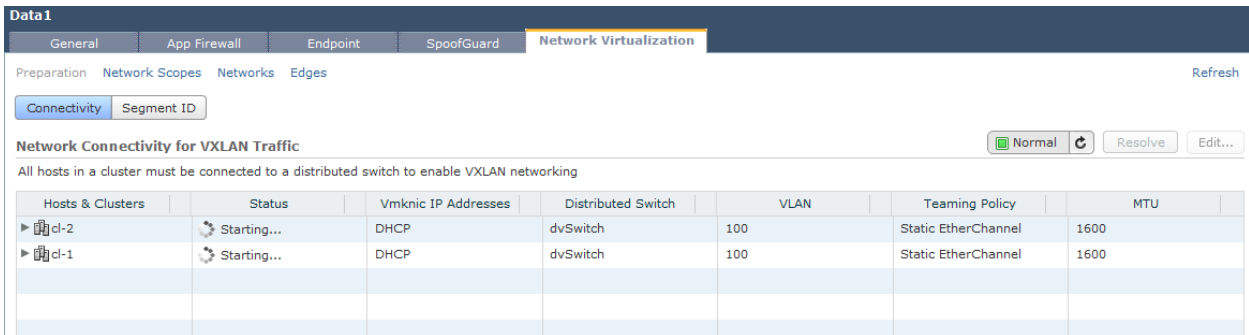 Data1
General App Firewall Endpoint SpoofGuard Network Virtualization
Preparation Network Scopes Networks Edges Refresh
Connectivity Segment ID
Network Connectivity for VXLAN Traffic Normal Resolve Edit...
All hosts in a cluster must be connected to a distributed switch to enable VXLAN networking
Hosts & Clusters Status Vmknic IP Addresses Distributed Switch VLAN Teaming Policy MTU
cl-2 Starting... DHCP dvSwitch 100 Static EtherChannel 1600
cl-1 Starting... DHCP dvSwitch 100 Static EtherChannel 1600